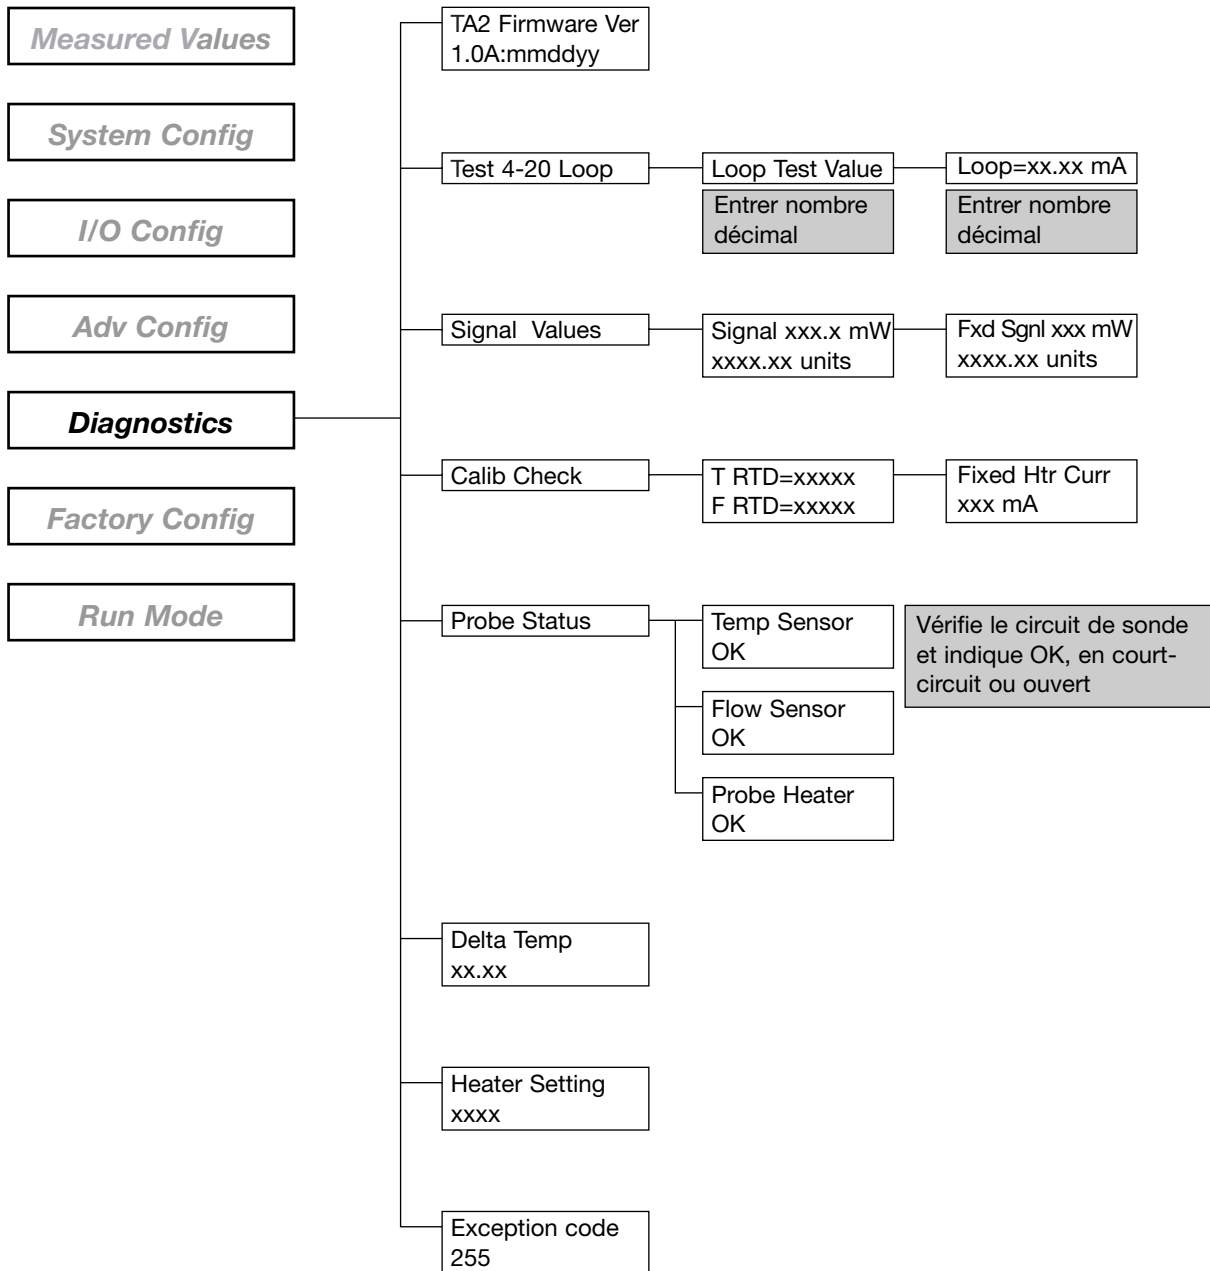 Measured Values
System Config
I/O Config
Adv Config
Diagnostics
Factory Config
Run Mode
TA2 Firmware Ver
1.0A:mmddyy
Test 4-20 Loop
Loop Test Value
Entrer nombre
décimal
Loop=xx.xx mA
Entrer nombre
décimal
Signal  Values
Signal xxx.x mW
xxxx.xx units
Fxd Sgnl xxx mW
xxxx.xx units
Calib Check
T RTD=xxxxx
F RTD=xxxxx
Fixed Htr Curr
xxx mA
Probe Status
Temp Sensor
OK
Vérifie le circuit de sonde
et indique OK, en court-
circuit ou ouvert
Flow Sensor
OK
Probe Heater
OK
Delta Temp
xx.xx
Heater Setting
xxxx
Exception code
255